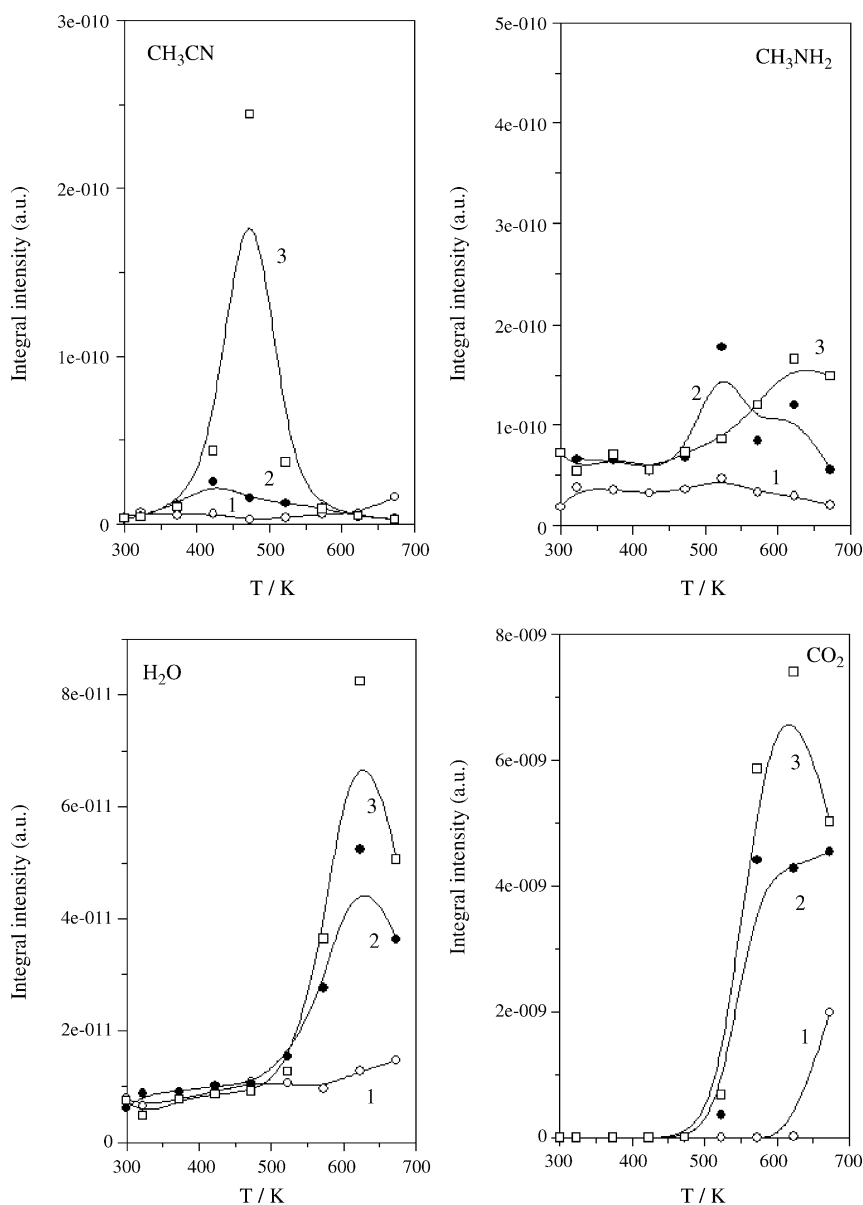 3e-010
CH₃CN
2e-010
Integral intensity (a.u.)
3
1e-010
2
1
0
300 400 500 600 700
T / K
5e-010
CH₃NH₂
4e-010
3e-010
Integral intensity (a.u.)
2e-010
3
2
1e-010
1
0
300 400 500 600 700
T / K
H₂O
8e-011
3
6e-011
Integral intensity (a.u.)
4e-011
2
2e-011
1
0
300 400 500 600 700
T / K
8e-009
CO₂
3
6e-009
Integral intensity (a.u.)
4e-009
2
2e-009
1
0
300 400 500 600 700
T / K